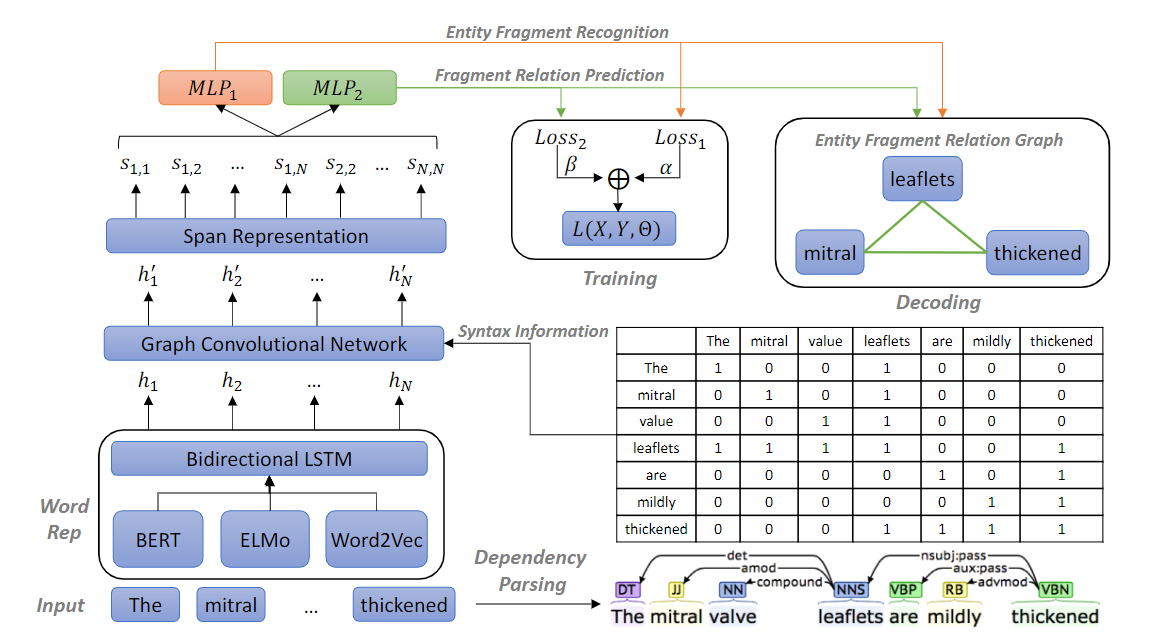 Entity Fragment Recognition
Fragment Relation Prediction
MLP₁ MLP₂
s₁,₁ s₁,₂ ... s₁,N s₂,₂ ... sN,N
Span Representation
h′₁ h′₂ ... h′N
Graph Convolutional Network
h₁ h₂ ... hN
Bidirectional LSTM
Word
Rep
BERT ELMo Word2Vec
Input The mitral ... thickened
Loss₂ Loss₁
β α
⊕
L(X, Y, Θ)
Training
Entity Fragment Relation Graph
leaflets
mitral thickened
Decoding
Syntax Information
The mitral value leaflets are mildly thickened
The 1 0 0 1 0 0 0
mitral 0 1 0 1 0 0 0
value 0 0 1 1 0 0 0
leaflets 1 1 1 1 0 0 1
are 0 0 0 0 1 0 1
mildly 0 0 0 0 0 1 1
thickened 0 0 0 1 1 1 1
Dependency
Parsing
det nsubj:pass
amod aux:pass
compound advmod
DT JJ NN NNS VBP RB VBN
The mitral valve leaflets are mildly thickened